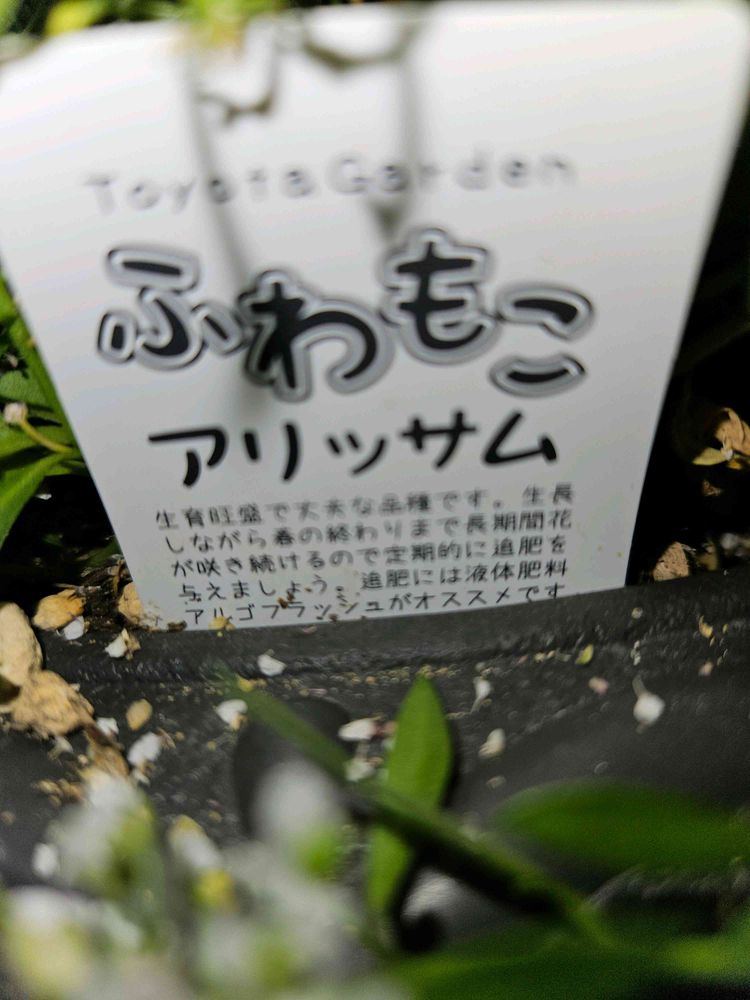 Toyota Garden
ふわもこ
アリッサム
生育旺盛で丈夫な品種です。生長
しながら春の終わりまで長期間花
が咲き続けるので定期的に追肥を
与えましょう。追肥には液体肥料
アルゴフラッシュがオススメです